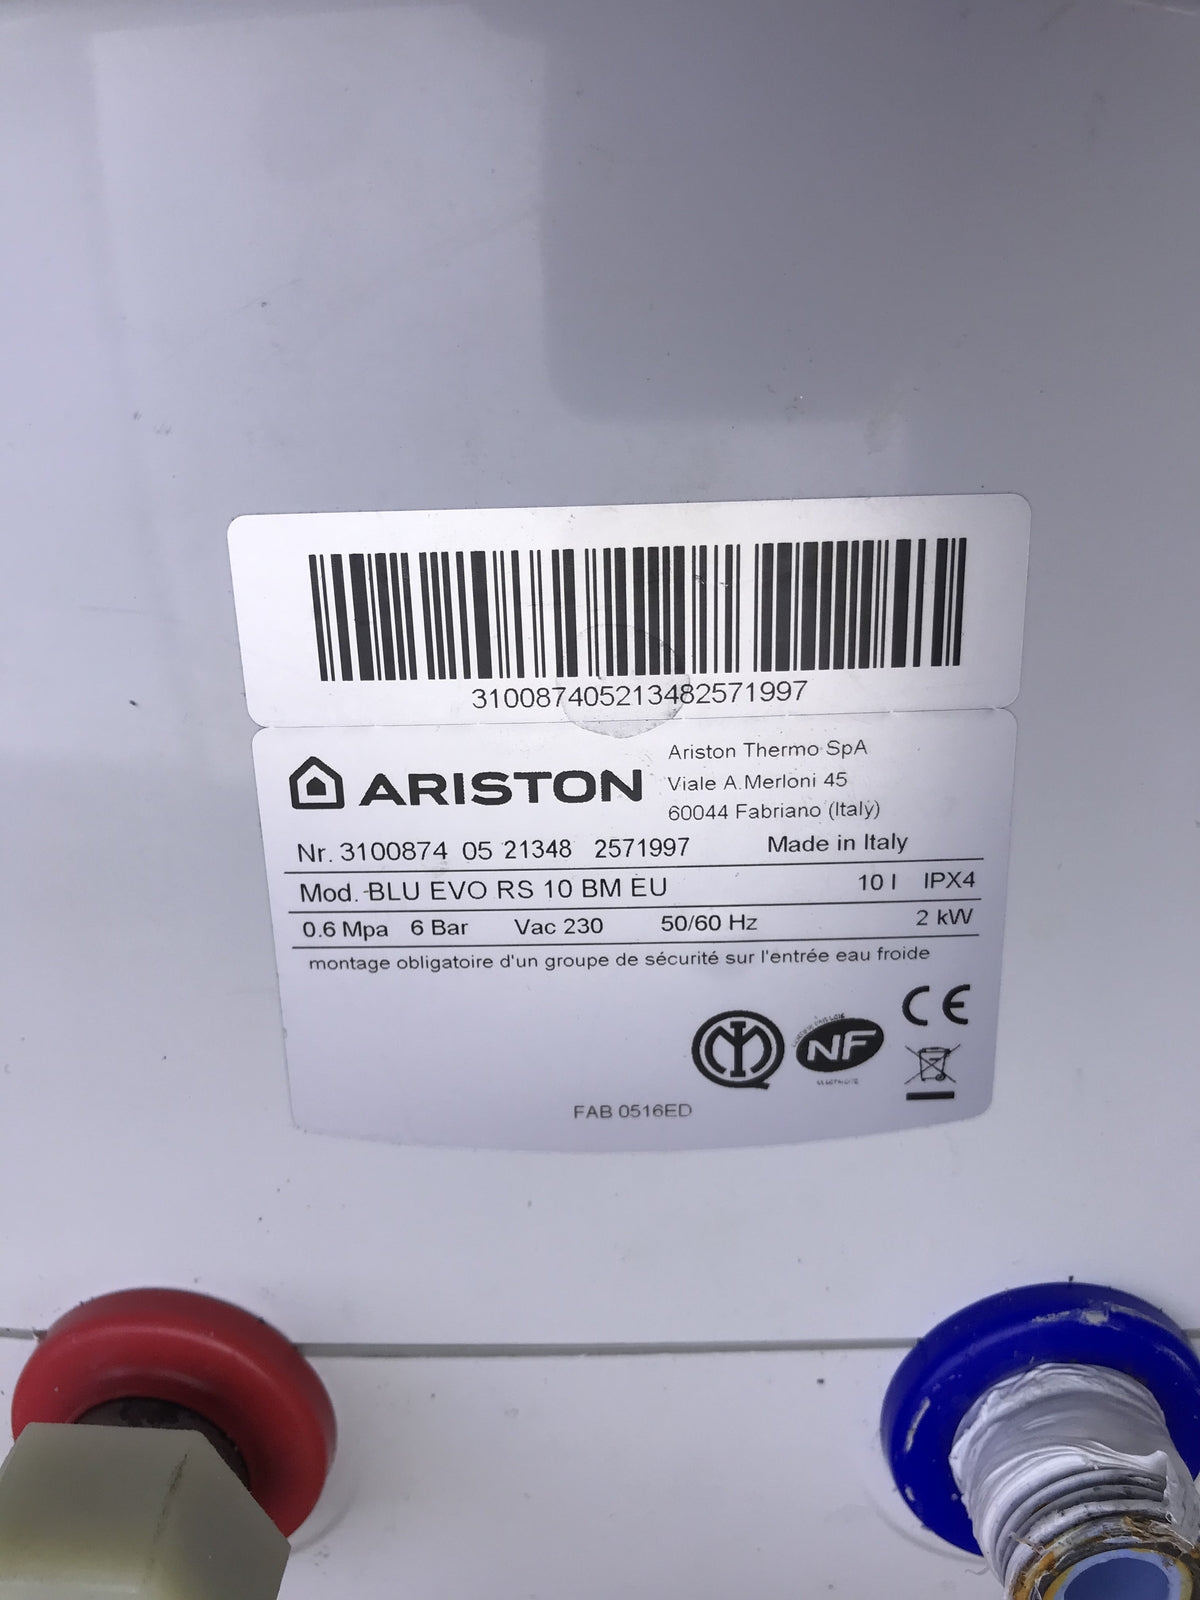 310087405213482571997
ARISTON
Ariston Thermo SpA
Viale A.Merloni 45
60044 Fabriano (Italy)
Nr. 3100874 05 21348 2571997 Made in Italy
Mod. BLU EVO RS 10 BM EU 10 l IPX4
0.6 Mpa 6 Bar Vac 230 50/60 Hz 2 kW
montage obligatoire d'un groupe de sécurité sur l'entrée eau froide
CE
NF
FAB 0516ED